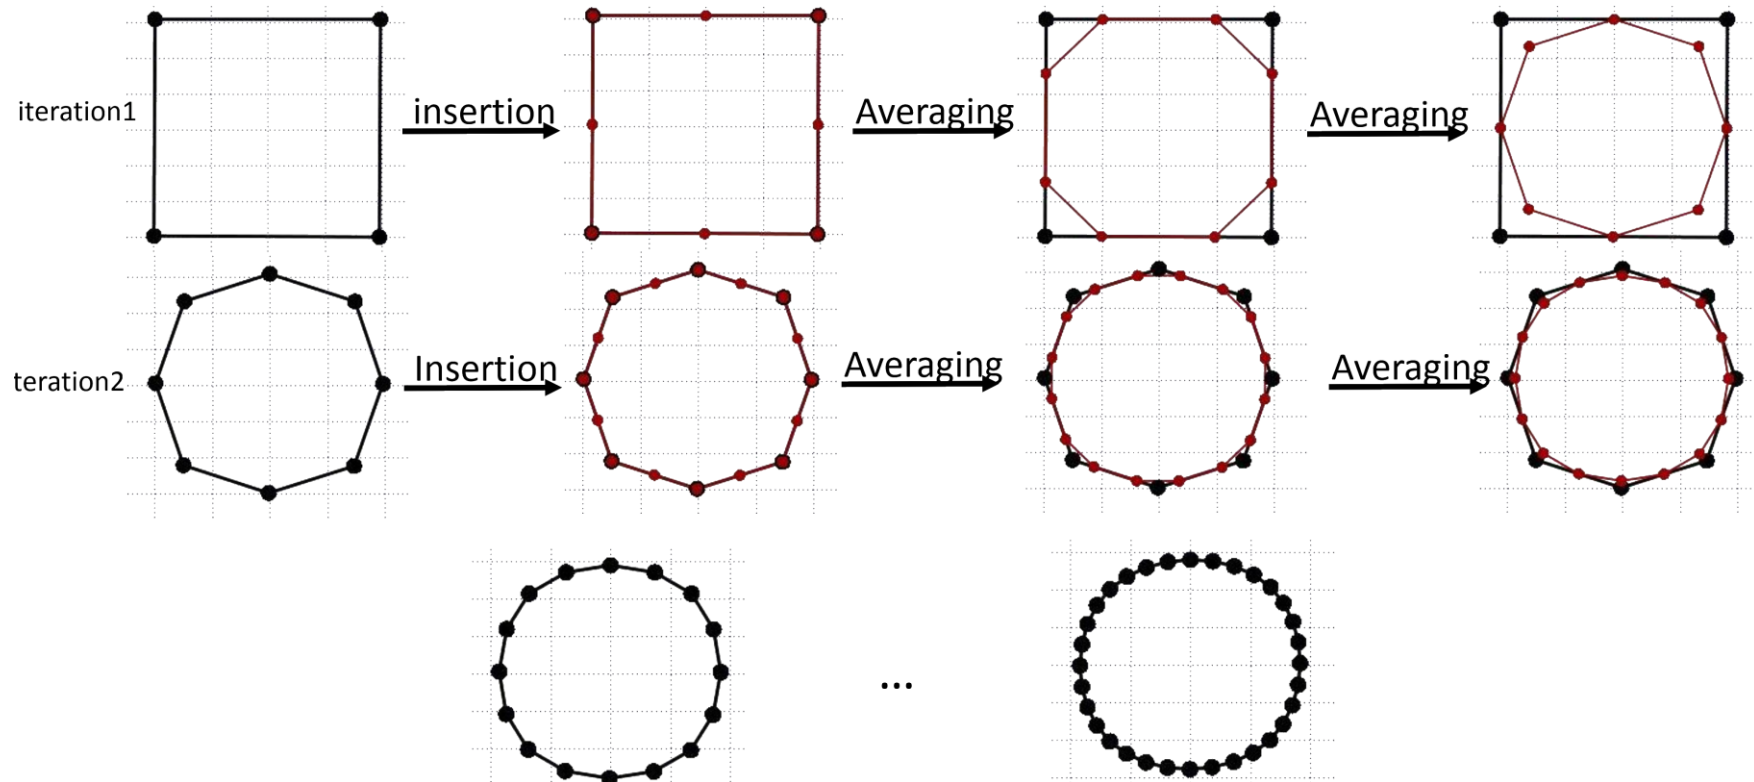 iteration1
insertion
Averaging
Averaging
teration2
Insertion
Averaging
Averaging
...